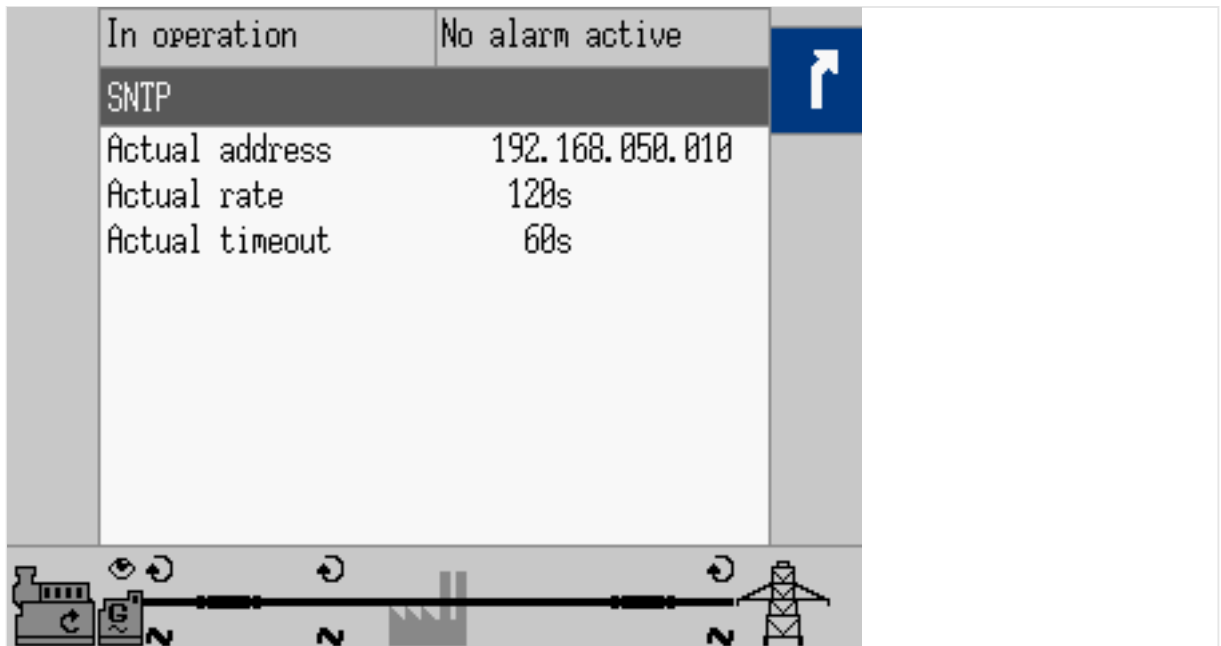 In operation No alarm active
SNTP
Actual address 192.168.050.010
Actual rate 120s
Actual timeout 60s
G